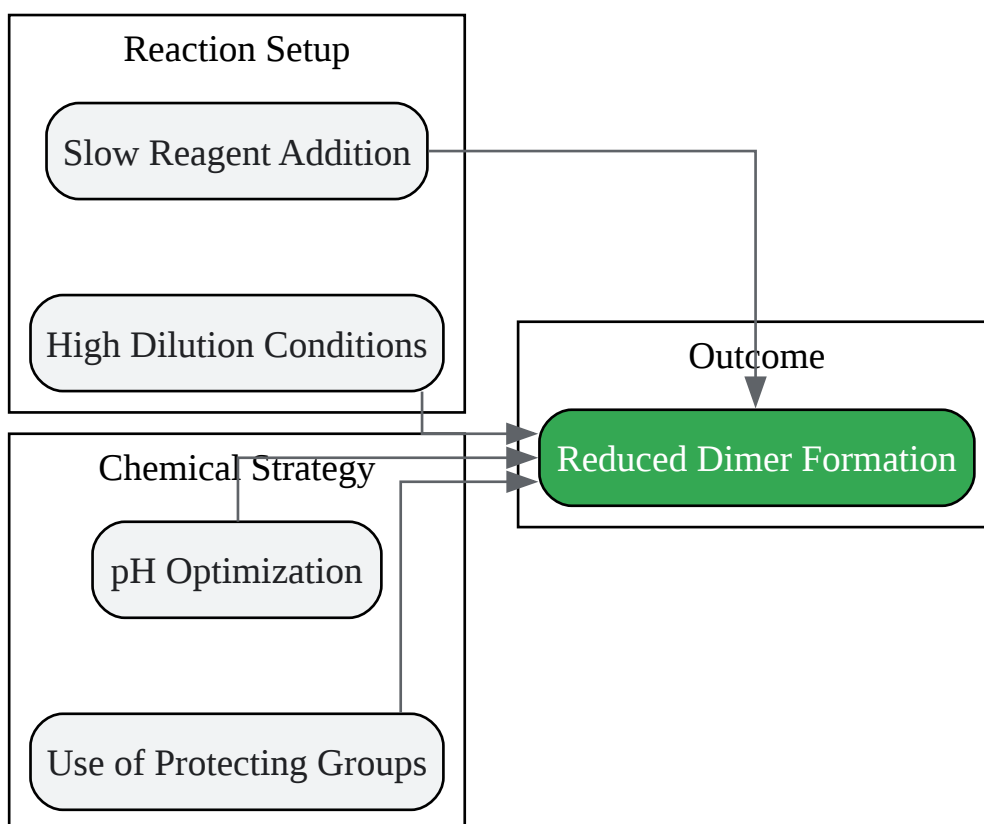 Reaction Setup
Slow Reagent Addition
High Dilution Conditions
Chemical Strategy
pH Optimization
Use of Protecting Groups
Outcome
Reduced Dimer Formation